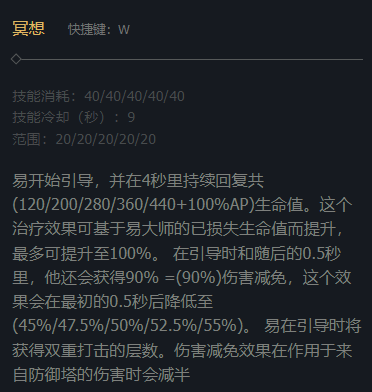 冥想 快捷键：W
技能消耗：40/40/40/40/40
技能冷却（秒）：9
范围：20/20/20/20/20
易开始引导，并在4秒里持续回复共
(120/200/280/360/440+100%AP)生命值。这个
治疗效果可基于易大师的已损失生命值而提升，
最多可提升至100%。 在引导时和随后的0.5秒
里，他还会获得90% =(90%)伤害减免，这个效
果会在最初的0.5秒后降低至
(45%/47.5%/50%/52.5%/55%)。 易在引导时将
获得双重打击的层数。伤害减免效果在作用于来
自防御塔的伤害时会减半